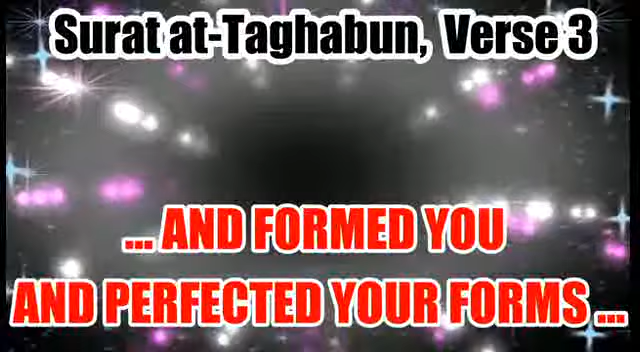 Surat at-Taghabun, Verse 3
... AND FORMED YOU
AND PERFECTED YOUR FORMS ...